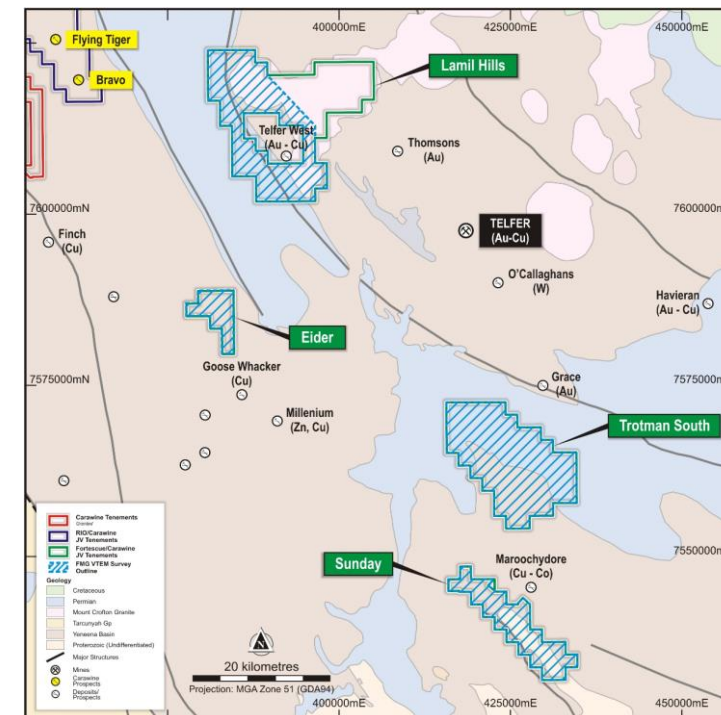 400000mE
425000mE
450000mE
Flying Tiger
Bravo
Lamil Hills
Telfer West
(Au - Cu)
Thomsons
(Au)
7600000mN
7600000mN
TELFER
(Au-Cu)
Finch
(Cu)
O'Callaghans
(W)
Havieran
(Au - Cu)
Eider
Goose Whacker
(Cu)
7575000mN
7575000mN
Grace
(Au)
Millenium
(Zn, Cu)
Trotman South
7550000mN
Sunday
Maroochydore
(Cu - Co)
Carawine Tenements
Granted
RIO/Carawine
JV Tenements
Fortescue/Carawine
JV Tenements
FMG VTEM Survey
Outline
Geology
Cretaceous
Permian
Mount Crofton Granite
Tarcunyah Gp
Yeneena Basin
Proterozoic (Undifferentiated)
Major Structures
Mines
Carawine
Prospects
Deposits/
Prospects
20 kilometres
Projection: MGA Zone 51 (GDA94)
400000mE
425000mE
450000mE